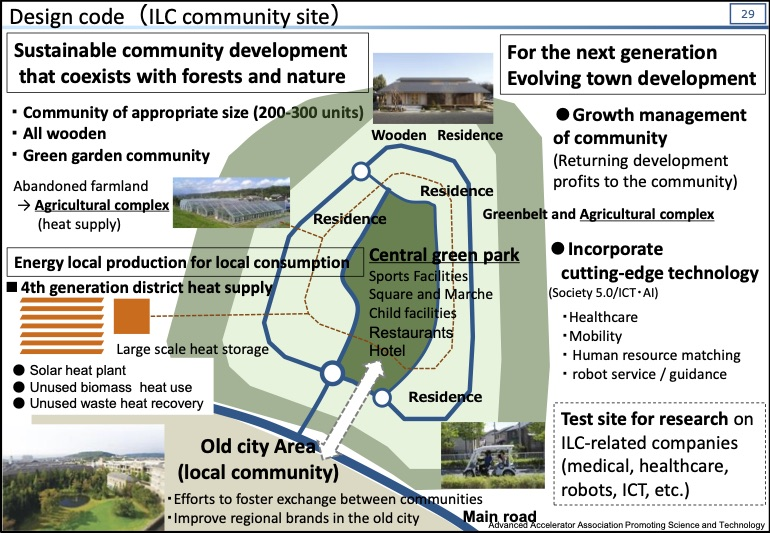 Design code（ILC community site）
29
Sustainable community development
that coexists with forests and nature
For the next generation
Evolving town development
・Community of appropriate size (200-300 units)
・All wooden
・Green garden community
Wooden Residence
●Growth management
of community
(Returning development
profits to the community)
Abandoned farmland
→ Agricultural complex
(heat supply)
Residence
Residence
Greenbelt and Agricultural complex
Energy local production for local consumption
■ 4th generation district heat supply
Large scale heat storage
● Solar heat plant
● Unused biomass heat use
● Unused waste heat recovery
Central green park
Sports Facilities
Square and Marche
Child facilities
Restaurants
Hotel
● Incorporate
cutting-edge technology
(Society 5.0/ICT・AI)
・Healthcare
・Mobility
・Human resource matching
・robot service / guidance
Residence
Test site for research on
ILC-related companies
(medical, healthcare,
robots, ICT, etc.)
Old city Area
(local community)
・Efforts to foster exchange between communities
・Improve regional brands in the old city
Main road
Advanced Accelerator Association Promoting Science and Technology